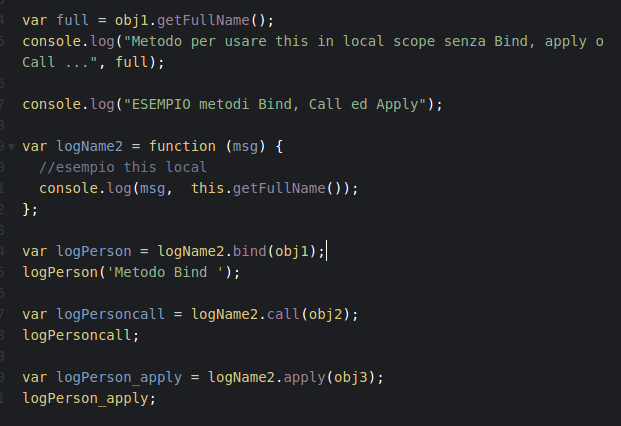 var full = obj1.getFullName();
console.log("Metodo per usare this in local scope senza Bind, apply o
Call ...", full);
console.log("ESEMPIO metodi Bind, Call ed Apply");
var logName2 = function (msg) {
//esempio this local
console.log(msg,  this.getFullName());
};
var logPerson = logName2.bind(obj1);
logPerson('Metodo Bind ');
var logPersoncall = logName2.call(obj2);
logPersoncall;
var logPerson_apply = logName2.apply(obj3);
logPerson_apply;